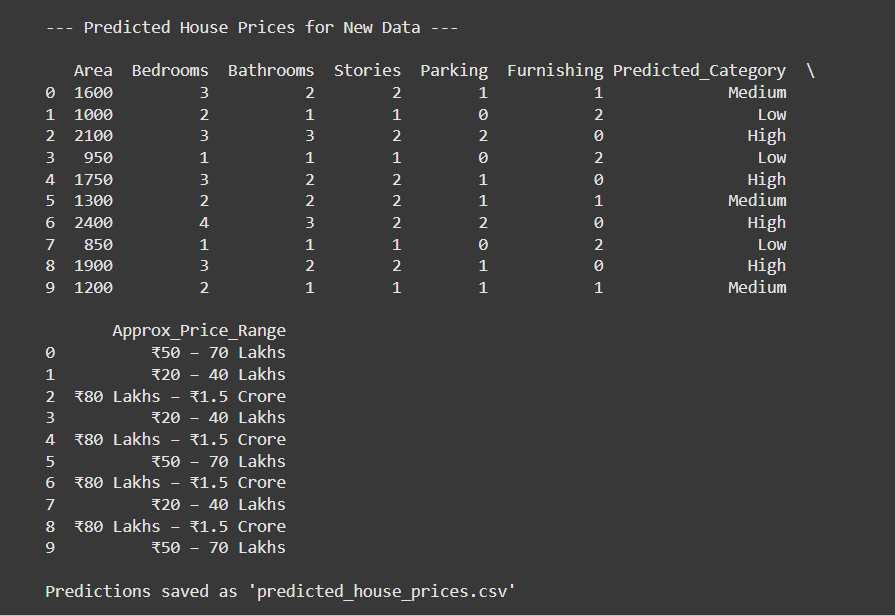 --- Predicted House Prices for New Data ---
   Area  Bedrooms  Bathrooms  Stories  Parking  Furnishing Predicted_Category  \
0  1600         3          2        2        1           1             Medium
1  1000         2          1        1        0           2                Low
2  2100         3          3        2        2           0               High
3   950         1          1        1        0           2                Low
4  1750         3          2        2        1           0               High
5  1300         2          2        2        1           1             Medium
6  2400         4          3        2        2           0               High
7   850         1          1        1        0           2                Low
8  1900         3          2        2        1           0               High
9  1200         2          1        1        1           1             Medium
       Approx_Price_Range
0           ₹50 – 70 Lakhs
1           ₹20 – 40 Lakhs
2  ₹80 Lakhs – ₹1.5 Crore
3           ₹20 – 40 Lakhs
4  ₹80 Lakhs – ₹1.5 Crore
5           ₹50 – 70 Lakhs
6  ₹80 Lakhs – ₹1.5 Crore
7           ₹20 – 40 Lakhs
8  ₹80 Lakhs – ₹1.5 Crore
9           ₹50 – 70 Lakhs
Predictions saved as 'predicted_house_prices.csv'